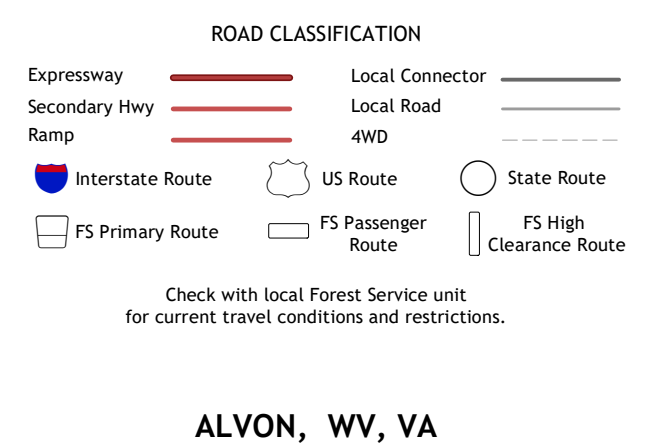 ROAD CLASSIFICATION
Expressway
Secondary Hwy
Ramp
Local Connector
Local Road
4WD
Interstate Route
US Route
State Route
FS Primary Route
FS Passenger
Route
FS High
Clearance Route
Check with local Forest Service unit
for current travel conditions and restrictions.
ALVON, WV, VA